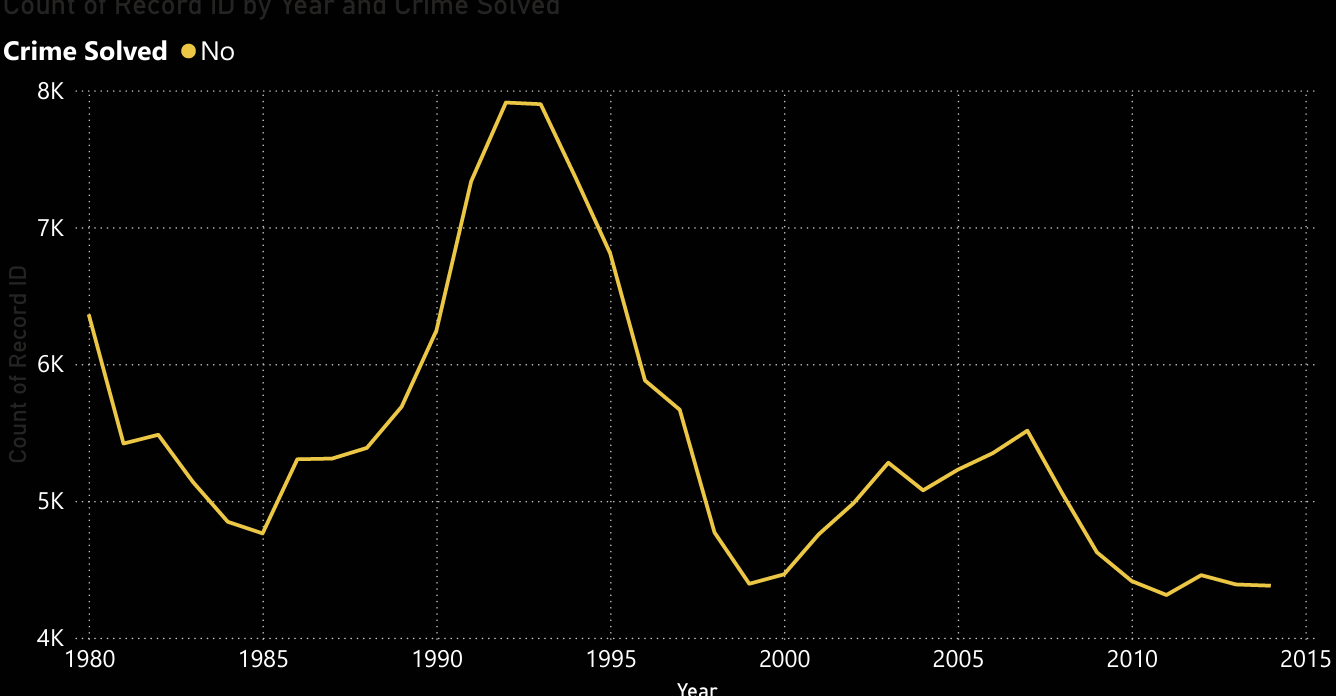 Count of Record ID by Year and Crime Solved
Crime Solved No
8K
7K
6K
5K
4K
Count of Record ID
1980 1985 1990 1995 2000 2005 2010 2015
Year